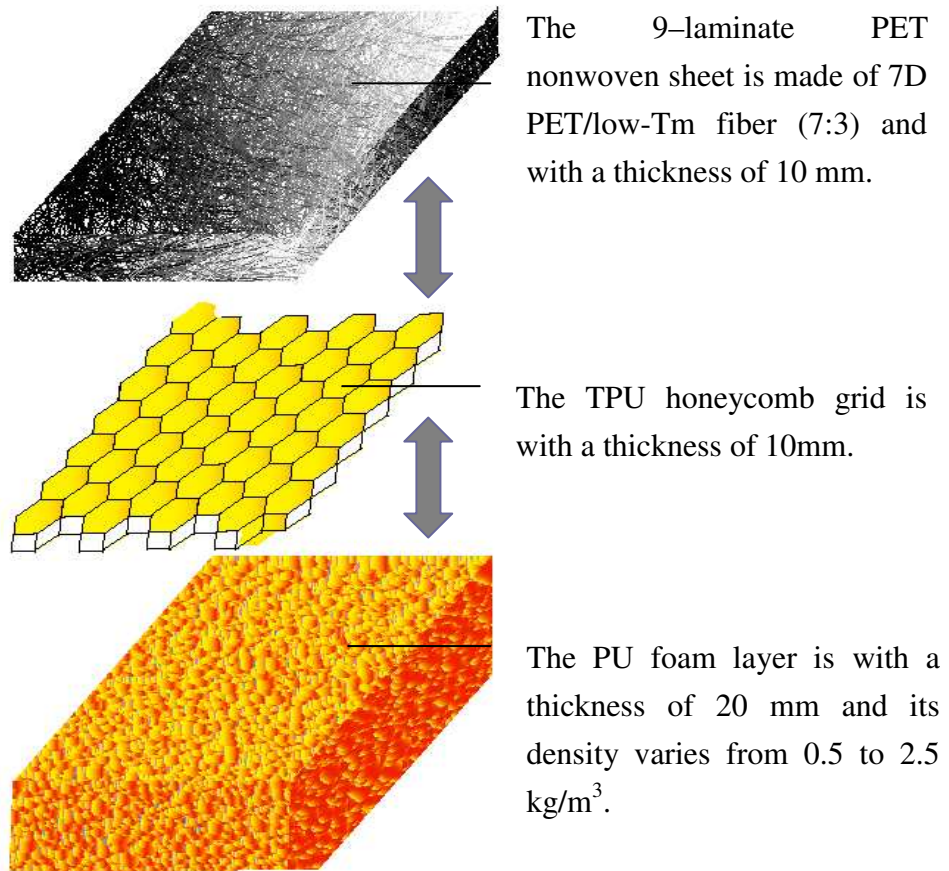 The 9–laminate PET
nonwoven sheet is made of 7D
PET/low-Tm fiber (7:3) and
with a thickness of 10 mm.
The TPU honeycomb grid is
with a thickness of 10mm.
The PU foam layer is with a
thickness of 20 mm and its
density varies from 0.5 to 2.5
kg/m³.